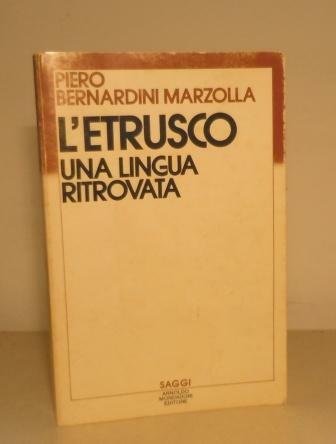 PIERO
BERNARDINI MARZOLLA
L'ETRUSCO
UNA LINGUA
RITROVATA
SAGGI
ARNOLDO
MONDADORI
EDITORE